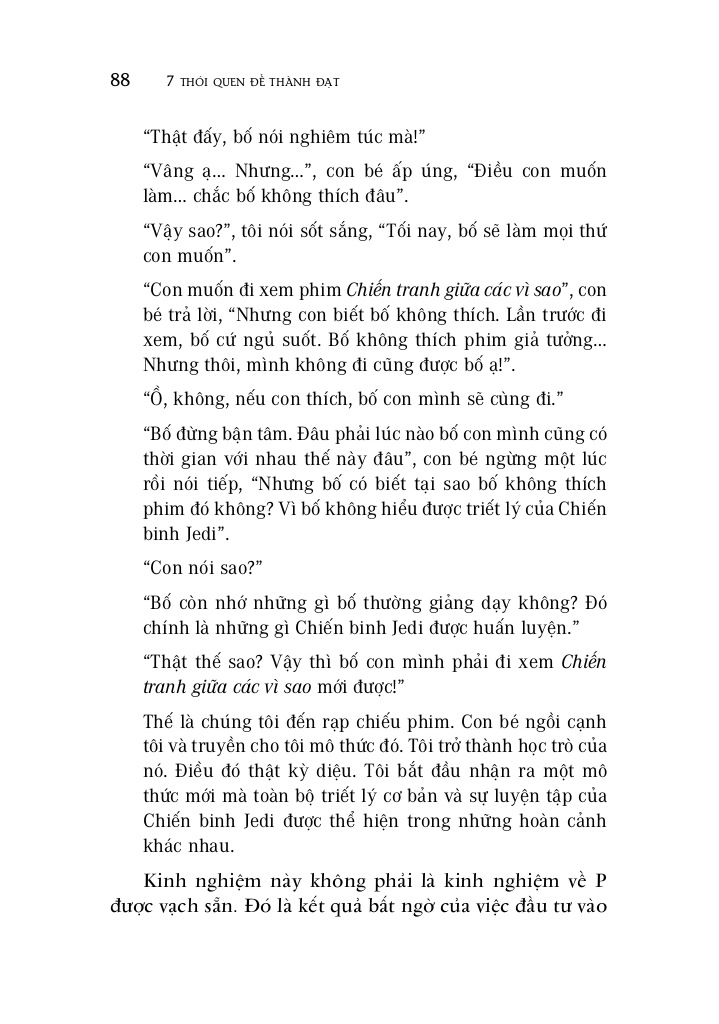 88 7 THÓI QUEN ĐỂ THÀNH ĐẠT
“Thật đấy, bố nói nghiêm túc mà!”
“Vâng ạ... Nhưng...”, con bé ấp úng, “Điều con muốn
làm... chắc bố không thích đâu”.
“Vậy sao?”, tôi nói sốt sắng, “Tối nay, bố sẽ làm mọi thứ
con muốn”.
“Con muốn đi xem phim Chiến tranh giữa các vì sao”, con
bé trả lời, “Nhưng con biết bố không thích. Lần trước đi
xem, bố cứ ngủ suốt. Bố không thích phim giả tưởng...
Nhưng thôi, mình không đi cũng được bố ạ!”.
“Ồ, không, nếu con thích, bố con mình sẽ cùng đi.”
“Bố đừng bận tâm. Đâu phải lúc nào bố con mình cũng có
thời gian với nhau thế này đâu”, con bé ngừng một lúc
rồi nói tiếp, “Nhưng bố có biết tại sao bố không thích
phim đó không? Vì bố không hiểu được triết lý của Chiến
binh Jedi”.
“Con nói sao?”
“Bố còn nhớ những gì bố thường giảng dạy không? Đó
chính là những gì Chiến binh Jedi được huấn luyện.”
“Thật thế sao? Vậy thì bố con mình phải đi xem Chiến
tranh giữa các vì sao mới được!”
Thế là chúng tôi đến rạp chiếu phim. Con bé ngồi cạnh
tôi và truyền cho tôi mô thức đó. Tôi trở thành học trò của
nó. Điều đó thật kỳ diệu. Tôi bắt đầu nhận ra một mô
thức mới mà toàn bộ triết lý cơ bản và sự luyện tập của
Chiến binh Jedi được thể hiện trong những hoàn cảnh
khác nhau.
Kinh nghiệm này không phải là kinh nghiệm về P
được vạch sẵn. Đó là kết quả bất ngờ của việc đầu tư vào